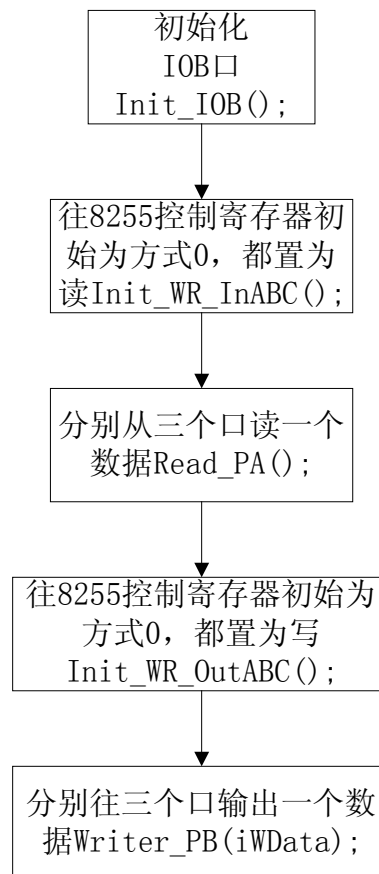 初始化
IOB口
Init_IOB();
往8255控制寄存器初
始为方式0，都置为
读Init_WR_InABC();
分别从三个口读一个
数据Read_PA();
往8255控制寄存器初始为
方式0，都置为写
Init_WR_OutABC();
分别往三个口输出一个数
据Writer_PB(iWData);